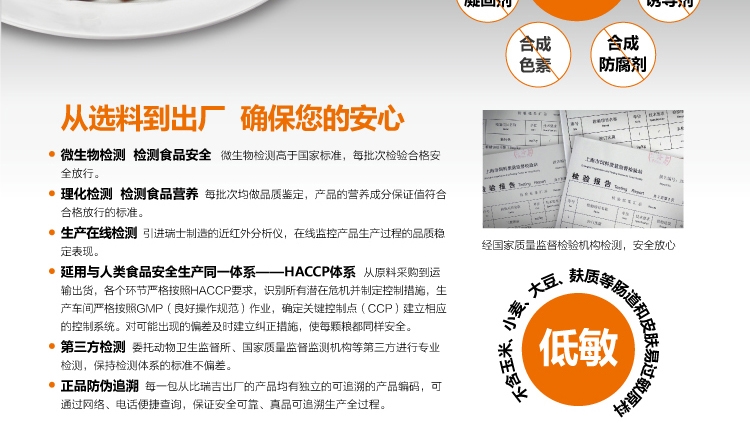 凝固剂
诱导剂
合成
色素
合成
防腐剂
从选料到出厂 确保您的安心
微生物检测 检测食品安全 微生物检测高于国家标准，每批次检验合格安
全放行。
理化检测 检测食品营养 每批次均做品质鉴定，产品的营养成分保证值符合
合格放行的标准。
生产在线检测 引进瑞士制造的近红外分析仪，在线监控产品生产过程的品质稳
定表现。
延用与人类食品安全生产同一体系——HACCP体系 从原料采购到运
输出货，各个环节严格按照HACCP要求，识别所有潜在危机并制定控制措施，生
产车间严格按照GMP（良好操作规范）作业，确定关键控制点（CCP）建立相应
的控制系统。对可能出现的偏差及时建立纠正措施，使每颗粮都同样安全。
第三方检测 委托动物卫生监督所、国家质量监督监测机构等第三方进行专业
检测，保持检测体系的标准不偏差。
正品防伪追溯 每一包从比瑞吉出厂的产品均有独立的可追溯的产品编码，可
通过网络、电话便捷查询，保证安全可靠、真品可追溯生产全过程。
上海市饲料质量监督检验站
检验报告 Testing Report
检验报告 Testing Report
经国家质量监督检验机构检测，安全放心
不含玉米、小麦、大豆、麸质等肠道和皮肤易过敏原料
低敏